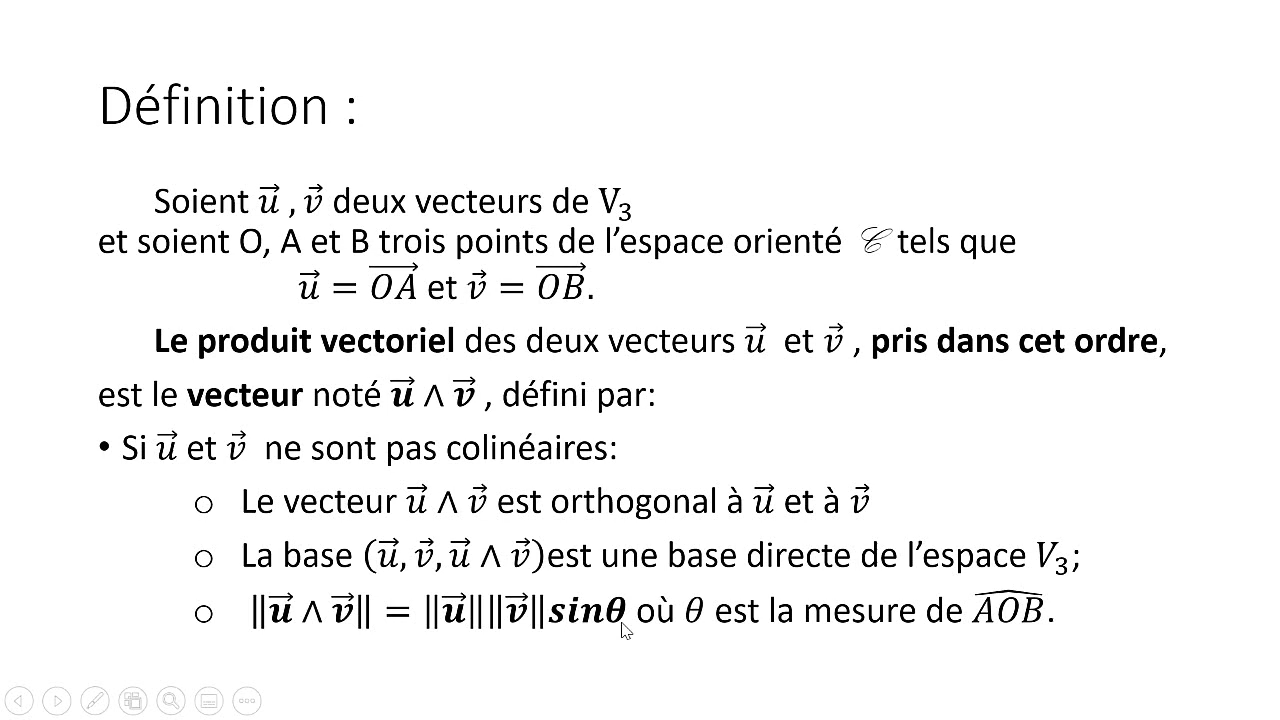 Définition :
Soient u⃗ , v⃗ deux vecteurs de V₃
et soient O, A et B trois points de l’espace orienté 𝒞 tels que
u⃗ = O͞A⃗ et v⃗ = O͞B⃗.
Le produit vectoriel des deux vecteurs u⃗ et v⃗ , pris dans cet ordre,
est le vecteur noté u⃗ ∧ v⃗ , défini par:
• Si u⃗ et v⃗ ne sont pas colinéaires:
o Le vecteur u⃗ ∧ v⃗ est orthogonal à u⃗ et à v⃗
o La base (u⃗, v⃗, u⃗ ∧ v⃗)est une base directe de l’espace V₃;
o ‖u⃗ ∧ v⃗‖ = ‖u⃗‖‖v⃗‖sinθ où θ est la mesure de A͡OB.